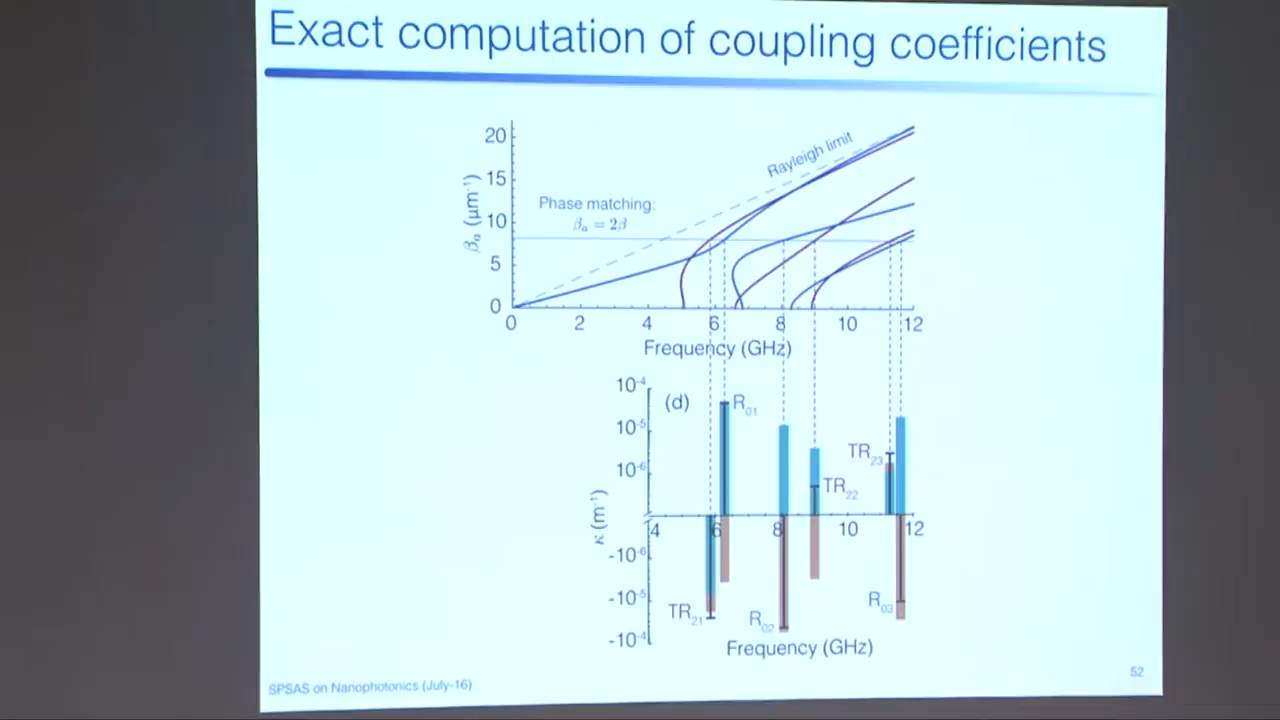 Exact computation of coupling coefficients
20
15
10
5
0
βₐ (μm⁻¹)
Rayleigh limit
Phase matching:
βₐ = 2β
0 2 4 6 8 10 12
Frequency (GHz)
10⁻⁴
10⁻⁵
10⁻⁶
-10⁻⁶
-10⁻⁵
-10⁻⁴
κ (m⁻¹)
(d)
R₀₁
TR₂₃
TR₂₂
4 6 8 10 12
R₀₃
TR₂₁
R₀₂
Frequency (GHz)
SPSAS on Nanophotonics (July-16)
52